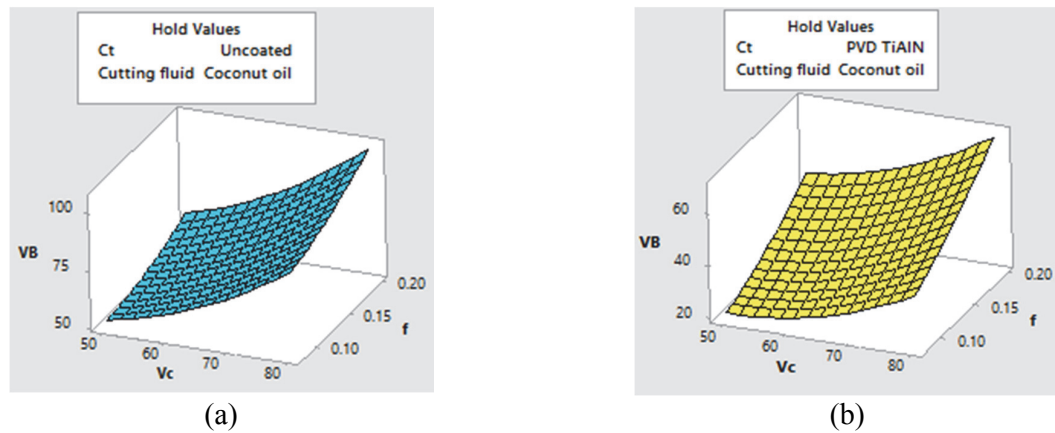 Hold Values
Ct Uncoated
Cutting fluid Coconut oil
100
VB
75
50
50
60
Vc
70
80
0.10
0.15
f
0.20
(a)
Hold Values
Ct PVD TiAIN
Cutting fluid Coconut oil
60
VB
40
20
50
60
Vc
70
80
0.10
0.15
f
0.20
(b)